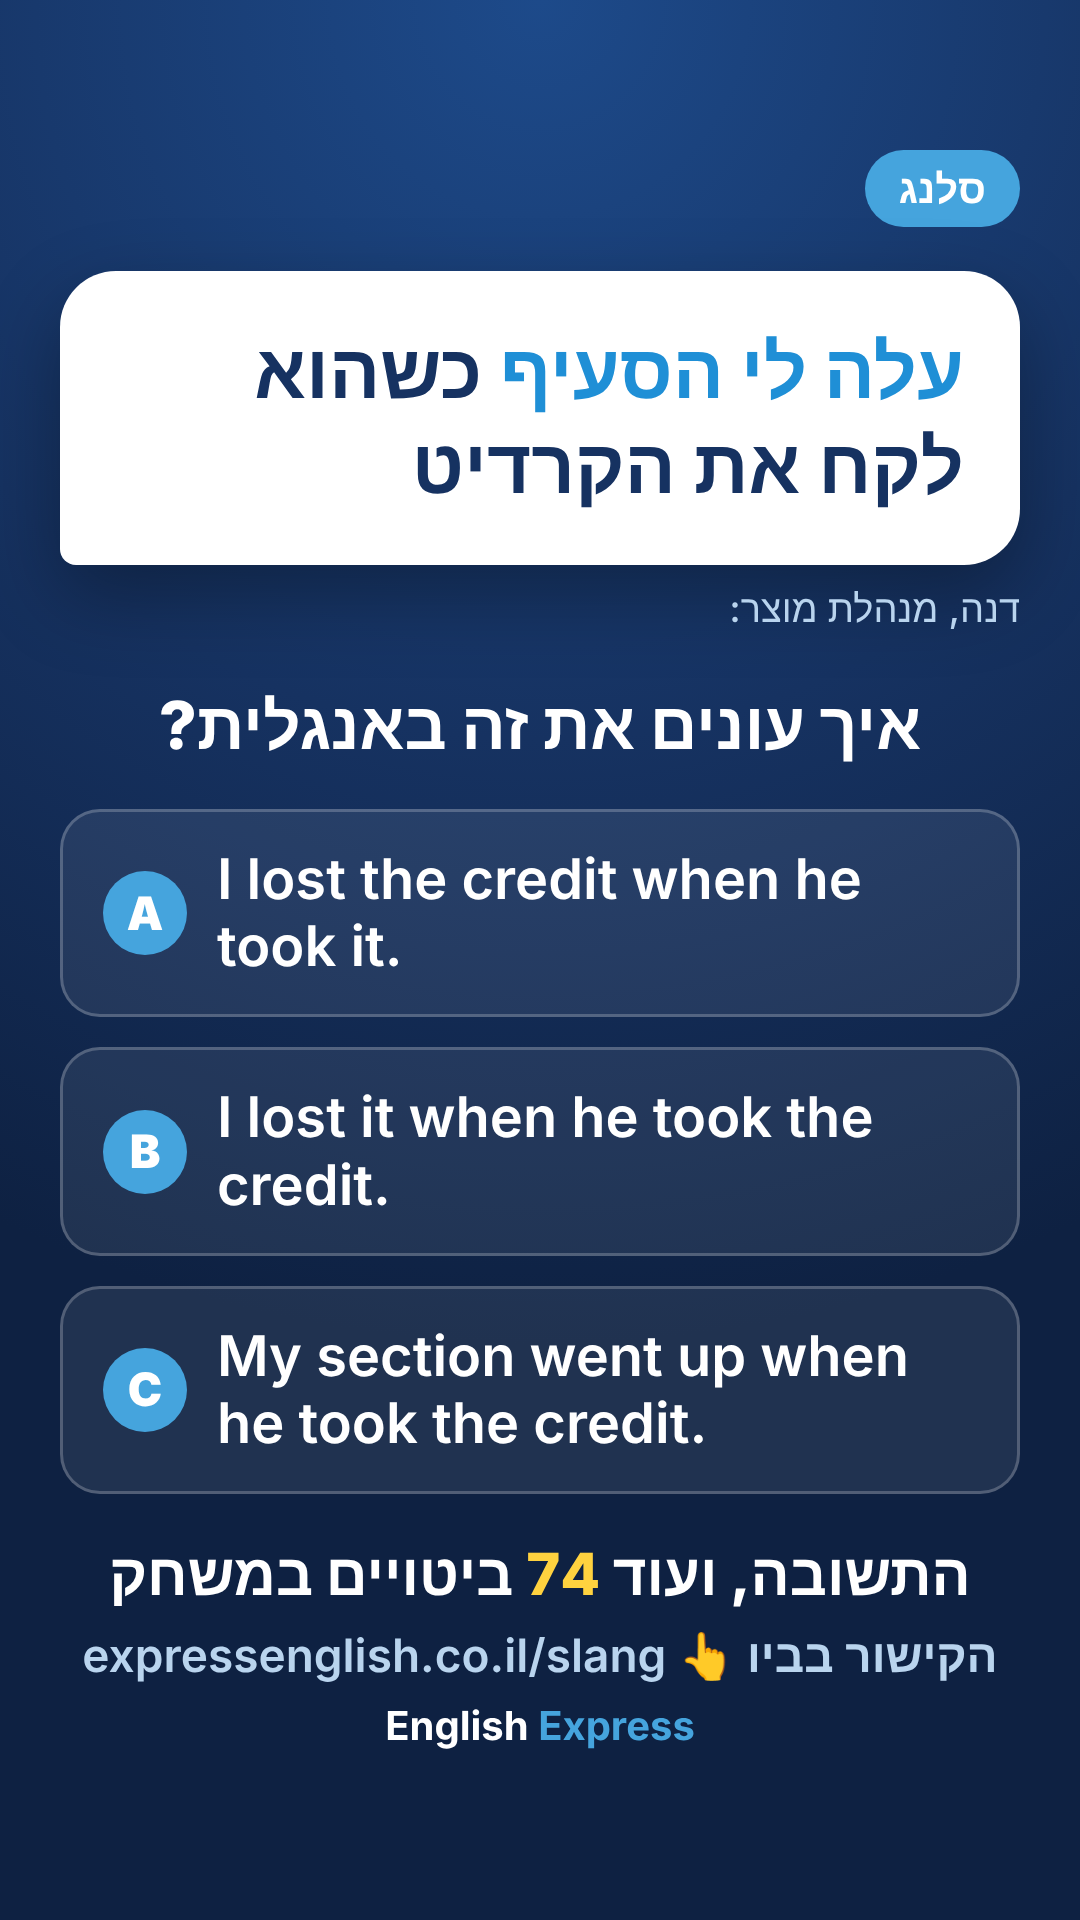 סלנג
עלה לי הסעיף כשהוא
לקח את הקרדיט
דנה, מנהלת מוצר:
איך עונים את זה באנגלית?
A
I lost the credit when he
took it.
B
I lost it when he took the
credit.
C
My section went up when
he took the credit.
התשובה, ועוד 74 ביטויים במשחק
הקישור בביו 👆 expressenglish.co.il/slang
English Express